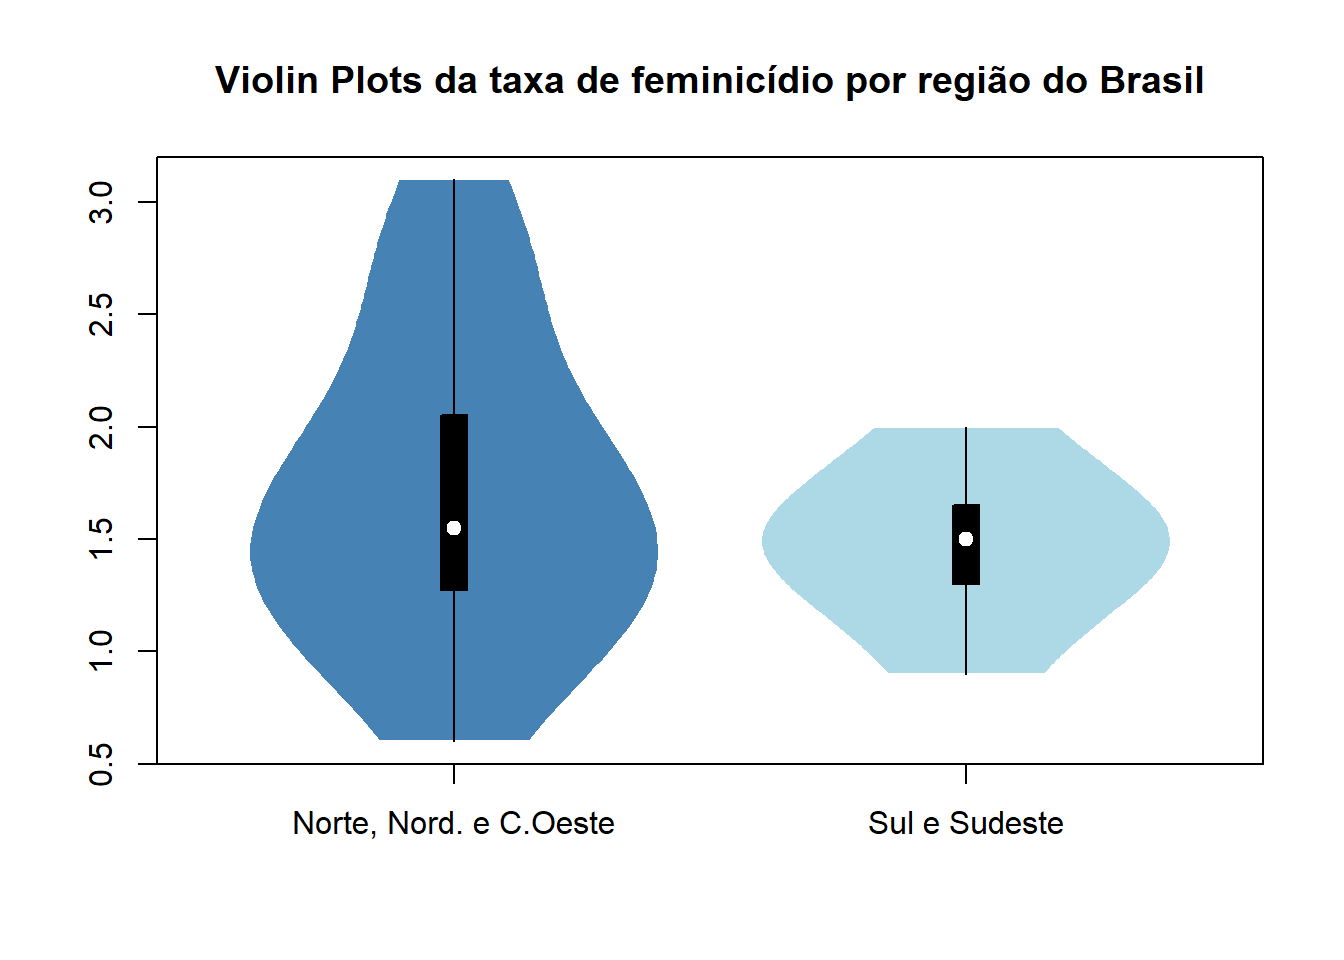 Violin Plots da taxa de feminicídio por região do Brasil
3.0
2.5
2.0
1.5
1.0
0.5
Norte, Nord. e C.Oeste
Sul e Sudeste